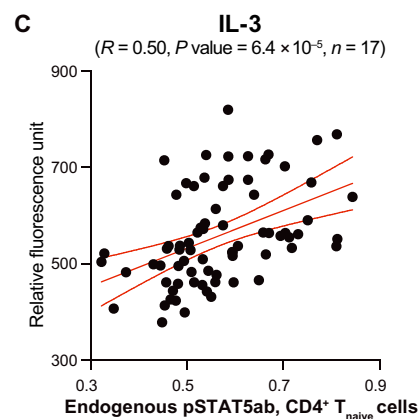 C
IL-3
(R = 0.50, P value = 6.4 × 10⁻⁵, n = 17)
Relative fluorescence unit
900
700
500
300
0.3 0.5 0.7 0.9
Endogenous pSTAT5ab, CD4⁺ T_naive cells